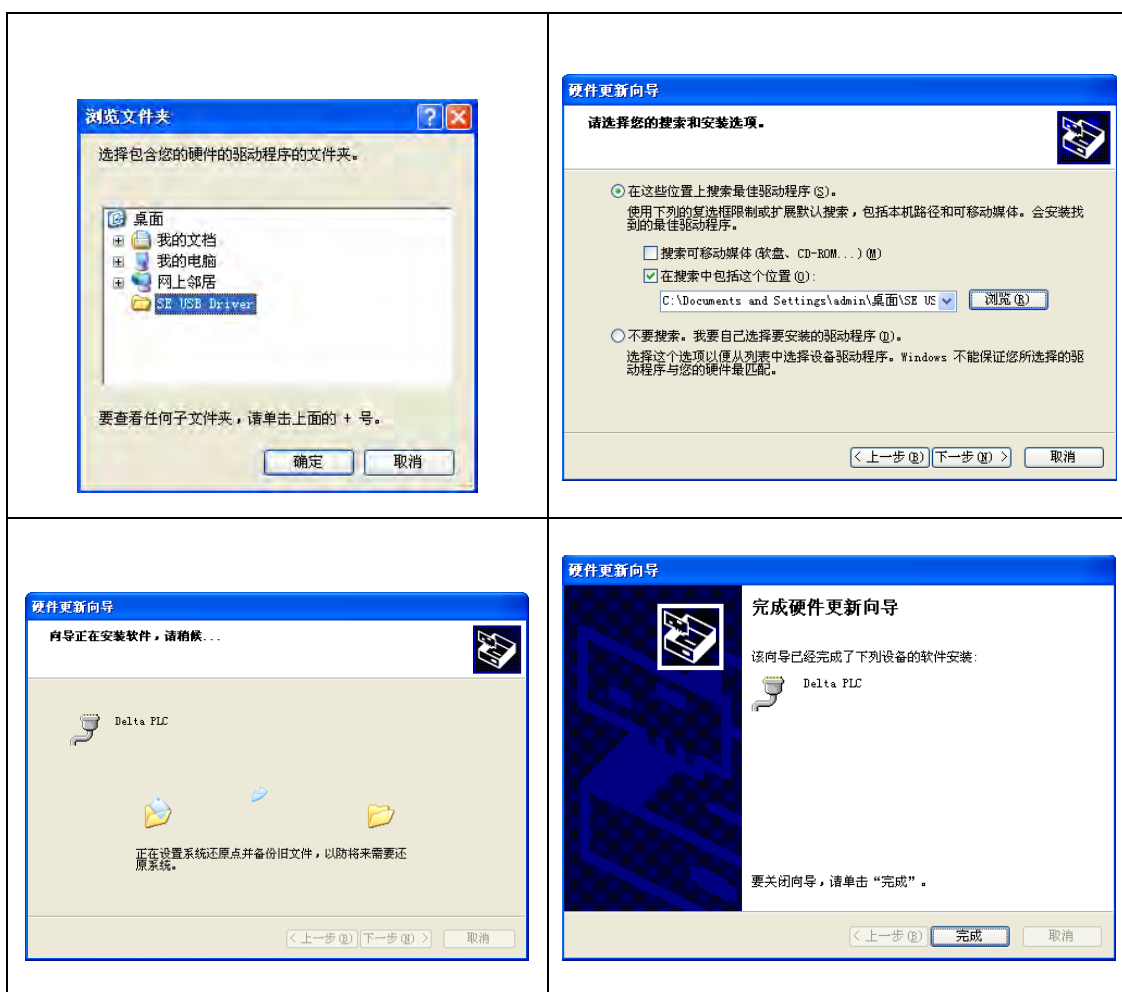 浏览文件夹
选择包含您的硬件的驱动程序的文件夹。
桌面
我的文档
我的电脑
网上邻居
SE USB Driver
要查看任何子文件夹，请单击上面的 + 号。
确定 取消
硬件更新向导
请选择您的搜索和安装选项。
在这些位置上搜索最佳驱动程序(S)。
使用下列的复选框限制或扩展默认搜索，包括本机路径和可移动媒体。会安装找
到的最佳驱动程序。
搜索可移动媒体(软盘、CD-ROM...)(M)
在搜索中包括这个位置(O):
C:\Documents and Settings\admin\桌面\SE US 浏览(R)
不要搜索。我要自己选择要安装的驱动程序(D)。
选择这个选项以便从列表中选择设备驱动程序。Windows 不能保证您所选择的驱
动程序与您的硬件最匹配。
< 上一步(B) 下一步(N) > 取消
硬件更新向导
向导正在安装软件，请稍候...
Delta PLC
正在设置系统还原点并备份旧文件，以防将来需要还
原系统。
< 上一步(B) 下一步(N) > 取消
硬件更新向导
完成硬件更新向导
该向导已经完成了下列设备的软件安装:
Delta PLC
要关闭向导，请单击“完成”。
< 上一步(B) 完成 取消